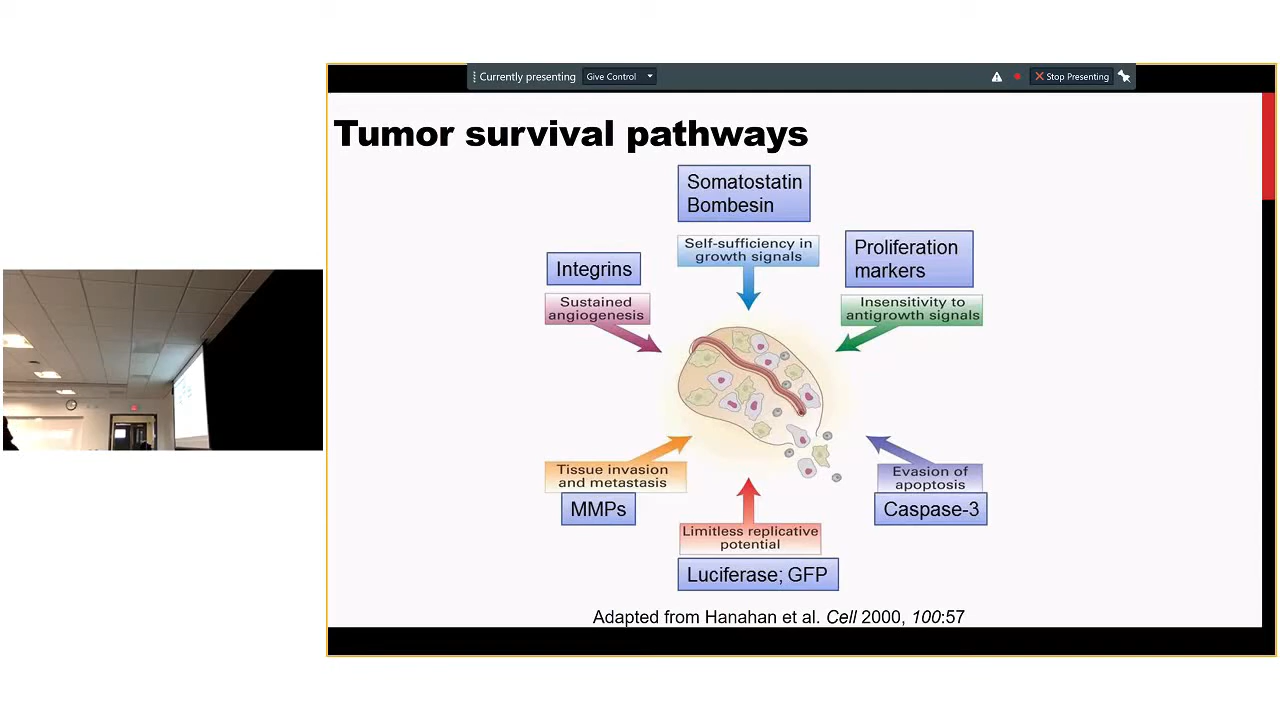 Currently presenting
Give Control
Stop Presenting
Tumor survival pathways
Somatostatin
Bombesin
Self-sufficiency in
growth signals
Integrins
Sustained
angiogenesis
Proliferation
markers
Insensitivity to
antigrowth signals
Tissue invasion
and metastasis
MMPs
Evasion of
apoptosis
Caspase-3
Limitless replicative
potential
Luciferase; GFP
Adapted from Hanahan et al. Cell 2000, 100:57